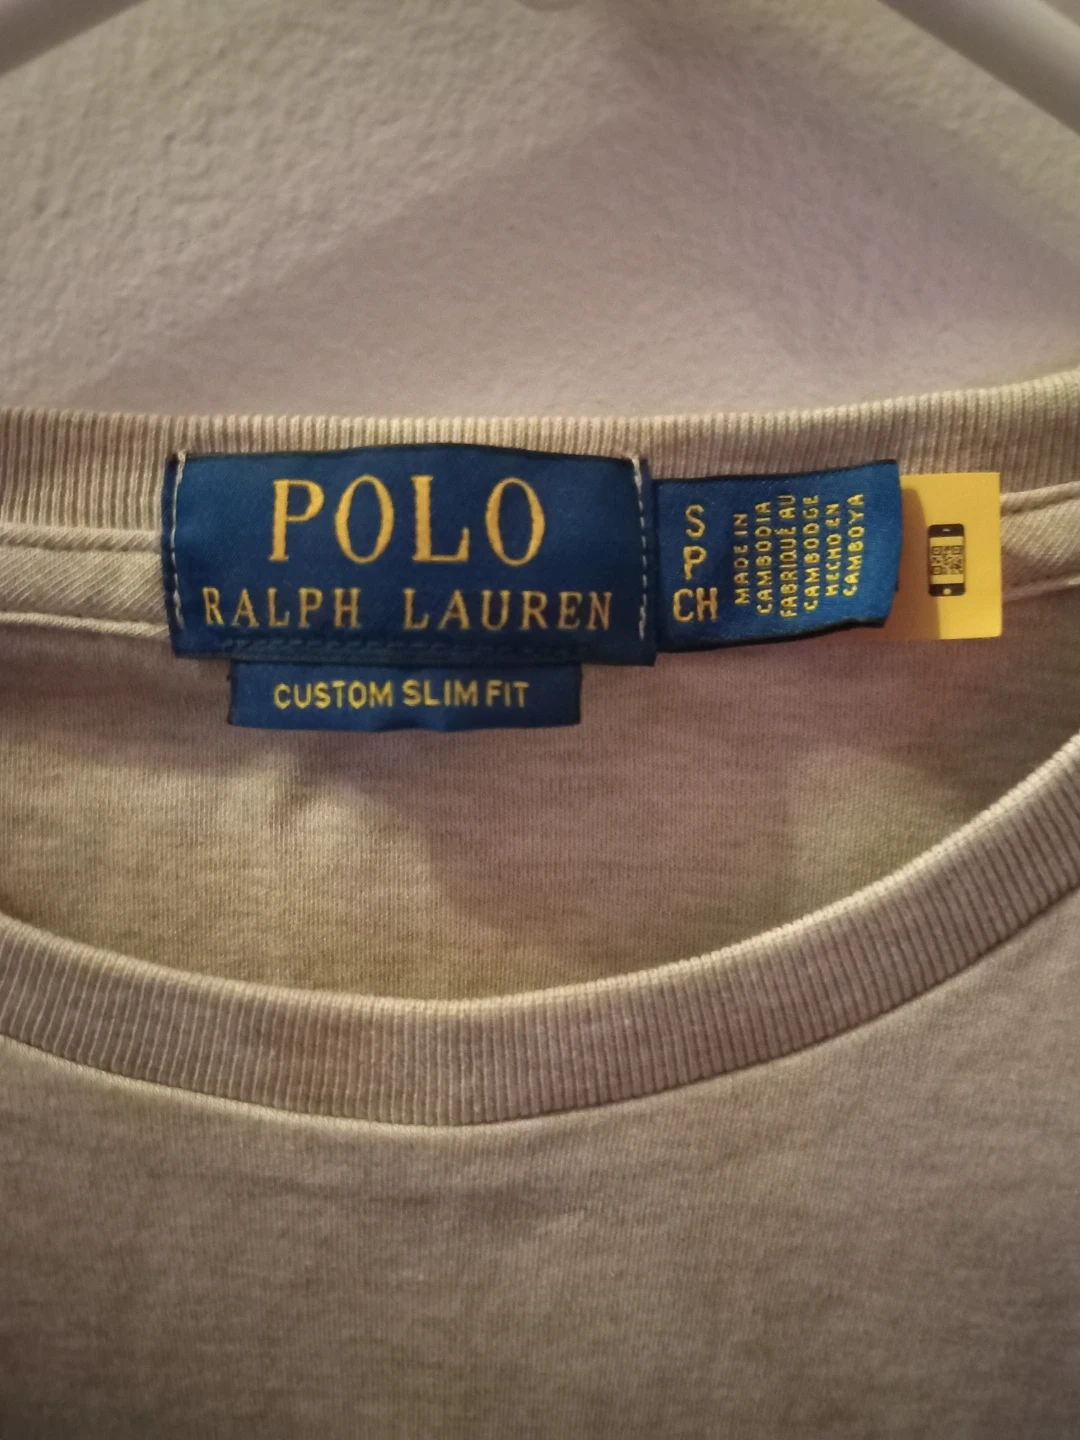 POLO
RALPH LAUREN
CUSTOM SLIM FIT
S
P
CH
MADE IN
CAMBODIA
FABRIQUÉ AU
CAMBODGE
HECHO EN
CAMBOYA